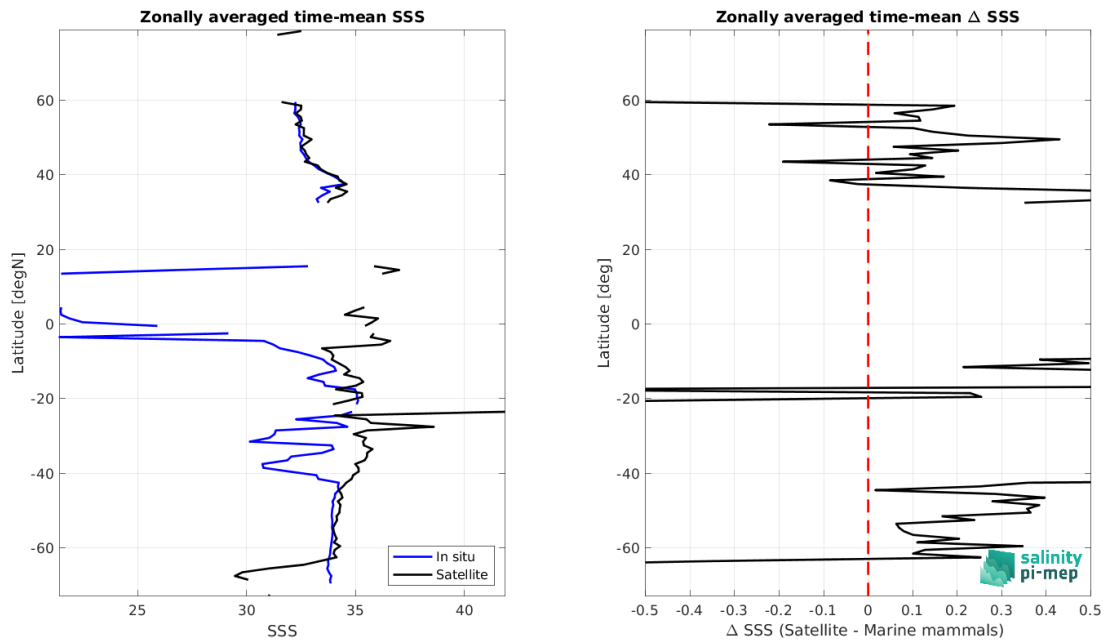 Zonally averaged time-mean SSS
Latitude [degN]
60
40
20
0
-20
-40
-60
25
30
35
40
SSS
In situ
Satellite
Zonally averaged time-mean Δ SSS
Latitude [deg]
60
40
20
0
-20
-40
-60
-0.5
-0.4
-0.3
-0.2
-0.1
0
0.1
0.2
0.3
0.4
0.5
Δ SSS (Satellite - Marine mammals)
salinity
pi-mep